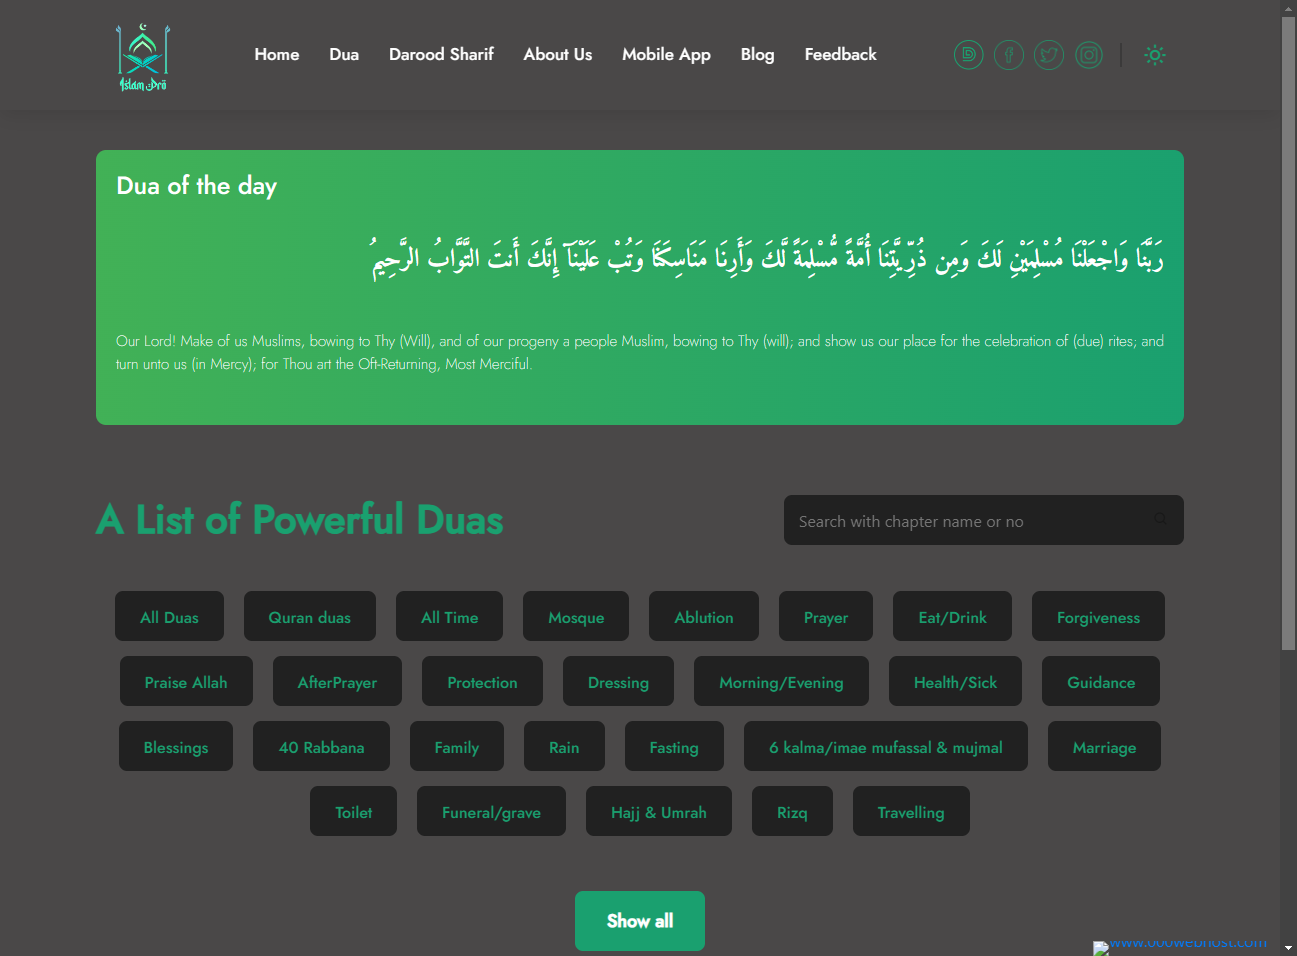 Home
Dua
Darood Sharif
About Us
Mobile App
Blog
Feedback
Islam Pro
Dua of the day
رَبَّنَا وَاجْعَلْنَا مُسْلِمَيْنِ لَكَ وَمِن ذُرِّيَّتِنَا أُمَّةً مُّسْلِمَةً لَّكَ وَأَرِنَا مَنَاسِكَنَا وَتُبْ عَلَيْنَآ إِنَّكَ أَنتَ التَّوَّابُ الرَّحِيمُ
Our Lord! Make of us Muslims, bowing to Thy (Will), and of our progeny a people Muslim, bowing to Thy (will); and show us our place for the celebration of (due) rites; and
turn unto us (in Mercy); for Thou art the Oft-Returning, Most Merciful.
A List of Powerful Duas
Search with chapter name or no
All Duas
Quran duas
All Time
Mosque
Ablution
Prayer
Eat/Drink
Forgiveness
Praise Allah
AfterPrayer
Protection
Dressing
Morning/Evening
Health/Sick
Guidance
Blessings
40 Rabbana
Family
Rain
Fasting
6 kalma/imae mufassal & mujmal
Marriage
Toilet
Funeral/grave
Hajj & Umrah
Rizq
Travelling
Show all
www.000webhost.com